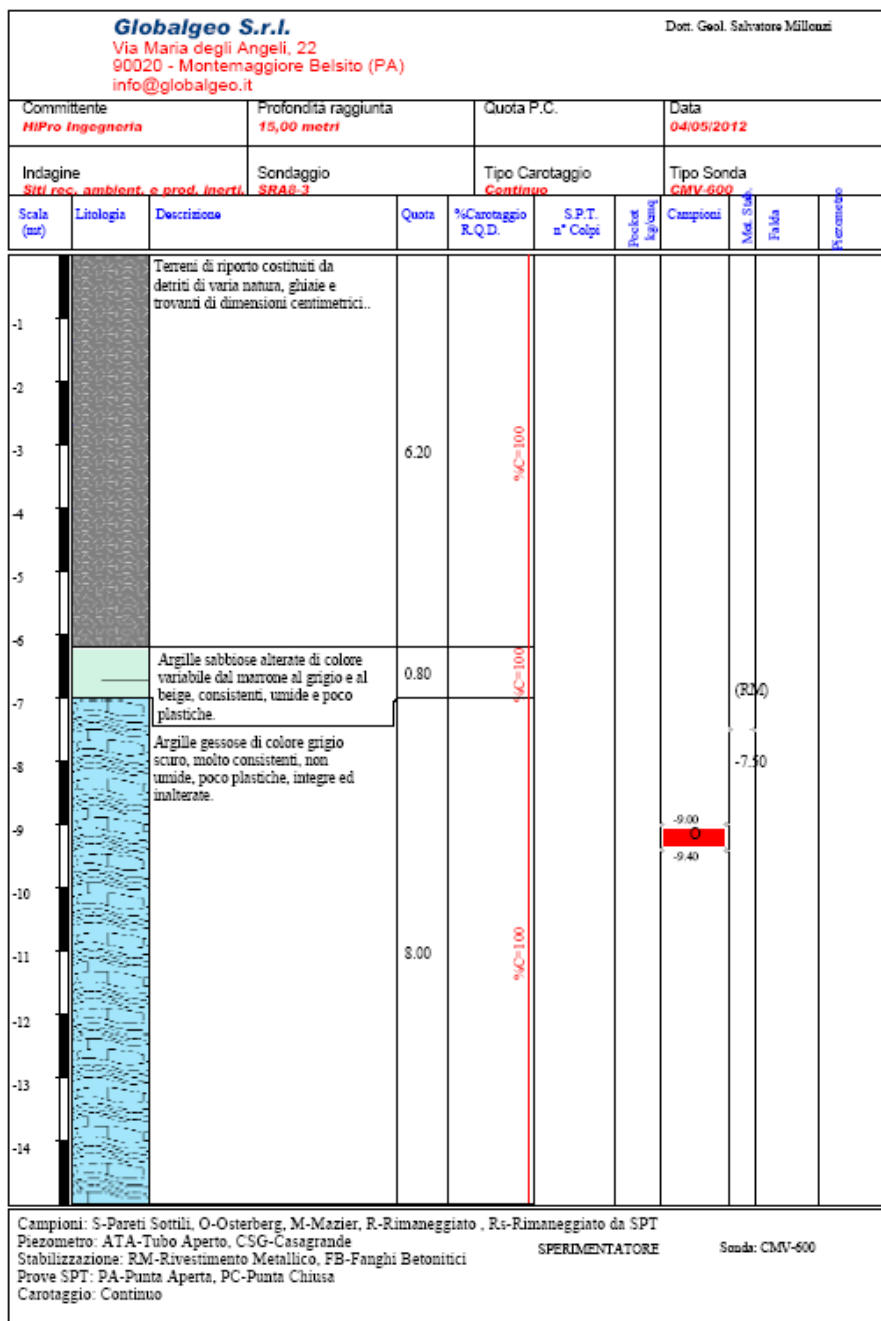 Globalgeo S.r.l.
Via Maria degli Angeli, 22
90020 - Montemaggiore Belsito (PA)
info@globalgeo.it
Dott. Geol. Salvatore Millonzi
Committente
HIPro Ingegneria
Profondità raggiunta
15,00 metri
Quota P.C.
Data
04/05/2012
Indagine
Siti rec. ambient. e prod. inerti.
Sondaggio
SRA8-3
Tipo Carotaggio
Continuo
Tipo Sonda
CMV-600
Scala
(mt)
Litologia
Descrizione
Quota
%Carotaggio
R.Q.D.
S.P.T.
n° Colpi
Pocket
kg/cmq
Campioni
Met. Stab.
Falda
Piezometro
Terreni di riporto costituiti da
detriti di varia natura, ghiaie e
trovanti di dimensioni centimetrici..
-1
-2
-3
6.20
%C=100
-4
-5
-6
Argille sabbiose alterate di colore
variabile dal marrone al grigio e al
beige, consistenti, umide e poco
plastiche.
0.80
%C=100
(RM)
-7
Argille gessose di colore grigio
scuro, molto consistenti, non
umide, poco plastiche, integre ed
inalterate.
-7.50
-8
-9.00
O
-9.40
-9
-10
-11
8.00
%C=100
-12
-13
-14
Campioni: S-Pareti Sottili, O-Osterberg, M-Mazier, R-Rimaneggiato , Rs-Rimaneggiato da SPT
Piezometro: ATA-Tubo Aperto, CSG-Casagrande
Stabilizzazione: RM-Rivestimento Metallico, FB-Fanghi Betonitici
Prove SPT: PA-Punta Aperta, PC-Punta Chiusa
Carotaggio: Continuo
SPERIMENTATORE
Sonda: CMV-600